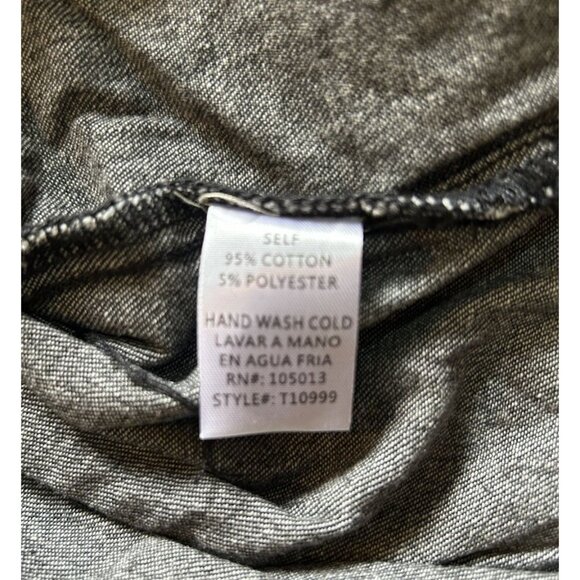 SELF
95% COTTON
5% POLYESTER
HAND WASH COLD
LAVAR A MANO
EN AGUA FRIA
RN#: 105013
STYLE#: T10999